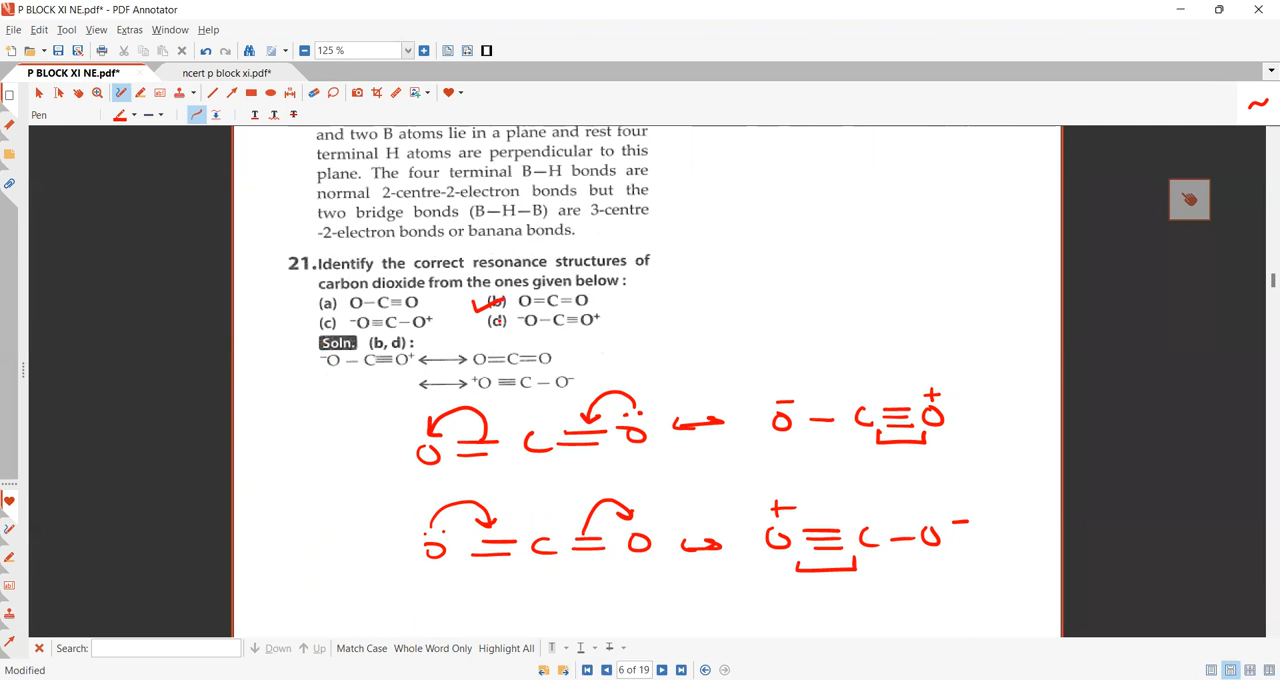 P BLOCK XI NE.pdf* - PDF Annotator
File Edit Tool View Extras Window Help
125 %
P BLOCK XI NE.pdf* ncert p block xi.pdf*
Pen
and two B atoms lie in a plane and rest four
terminal H atoms are perpendicular to this
plane. The four terminal B—H bonds are
normal 2-centre-2-electron bonds but the
two bridge bonds (B—H—B) are 3-centre
-2-electron bonds or banana bonds.
21. Identify the correct resonance structures of
carbon dioxide from the ones given below :
(a) O−C≡O (b) O=C=O
(c) ⁻O≡C−O⁺ (d) ⁻O−C≡O⁺
Soln. (b, d) :
⁻O − C≡O⁺ ⟷ O=C=O
⟷ ⁺O ≡ C − O⁻
O = C = Ö ↔ Ō − C ≡ O⁺
Ö = C = O ↔ O⁺ ≡ C − O⁻
Search: Down Up Match Case Whole Word Only Highlight All
6 of 19
Modified